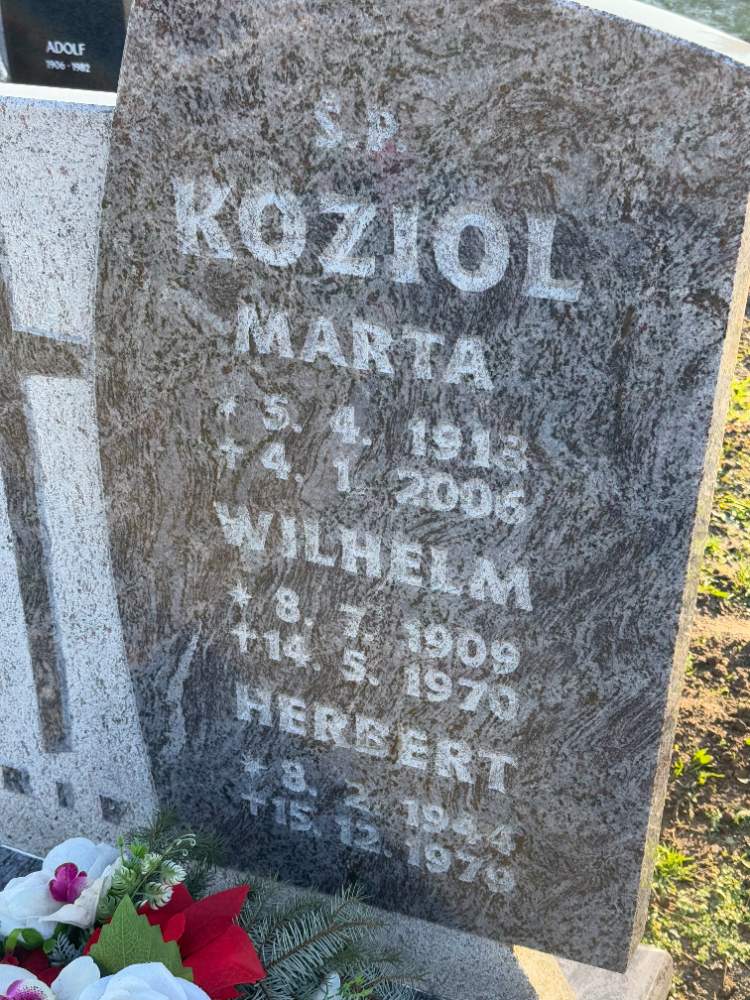 ADOLF
1906 - 1982
Ś.P.
KOZIOL
MARTA
* 5. 4. 1913
+ 4. 1. 2006
WILHELM
* 8. 7. 1909
+ 14. 5. 1970
HERBERT
* 8. 2. 1944
+ 15. 12. 1979